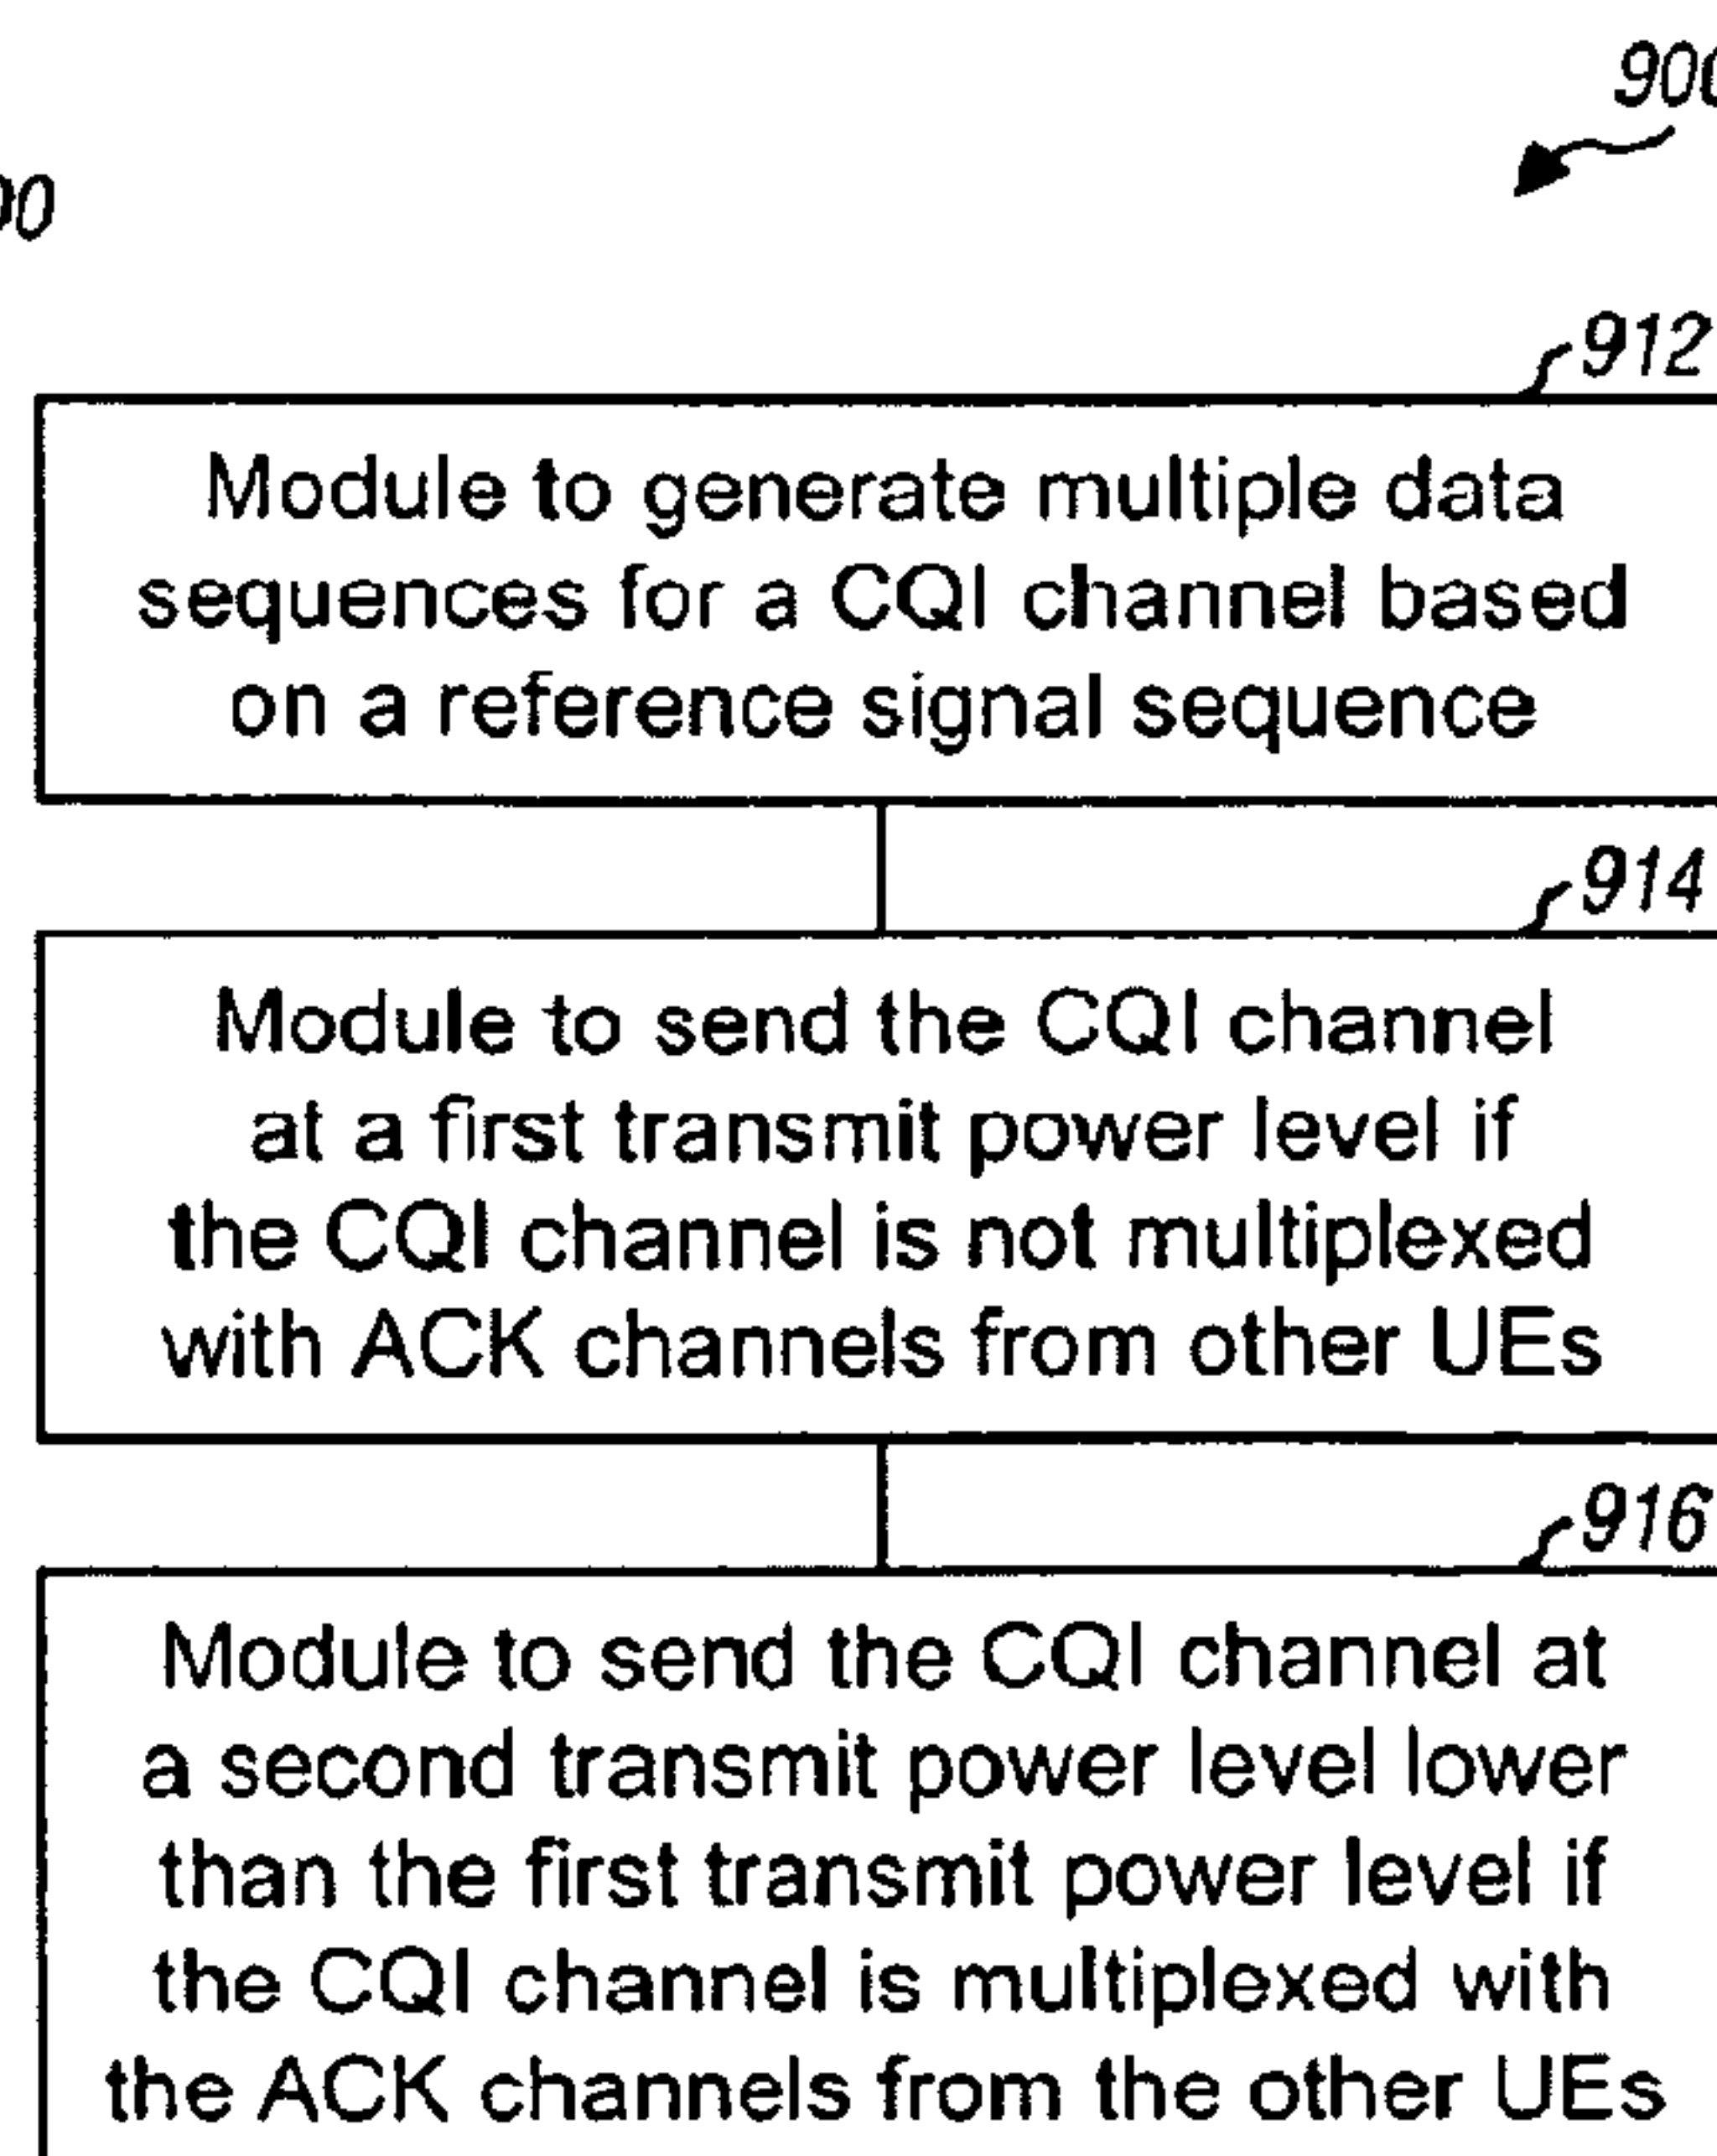 900
00
912
Module to generate multiple data
sequences for a CQI channel based
on a reference signal sequence
914
Module to send the CQI channel
at a first transmit power level if
the CQI channel is not multiplexed
with ACK channels from other UEs
916
Module to send the CQI channel at
a second transmit power level lower
than the first transmit power level if
the CQI channel is multiplexed with
the ACK channels from the other UEs